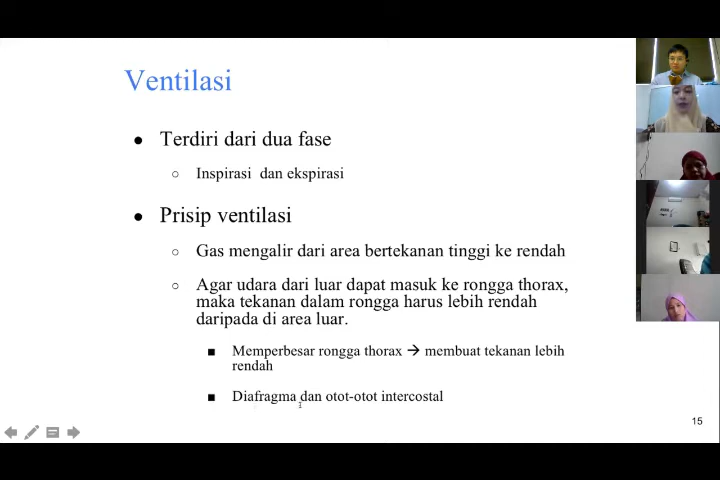 Ventilasi
● Terdiri dari dua fase
○ Inspirasi dan ekspirasi
● Prisip ventilasi
○ Gas mengalir dari area bertekanan tinggi ke rendah
○ Agar udara dari luar dapat masuk ke rongga thorax,
maka tekanan dalam rongga harus lebih rendah
daripada di area luar.
■ Memperbesar rongga thorax → membuat tekanan lebih
rendah
■ Diafragma dan otot-otot intercostal
15